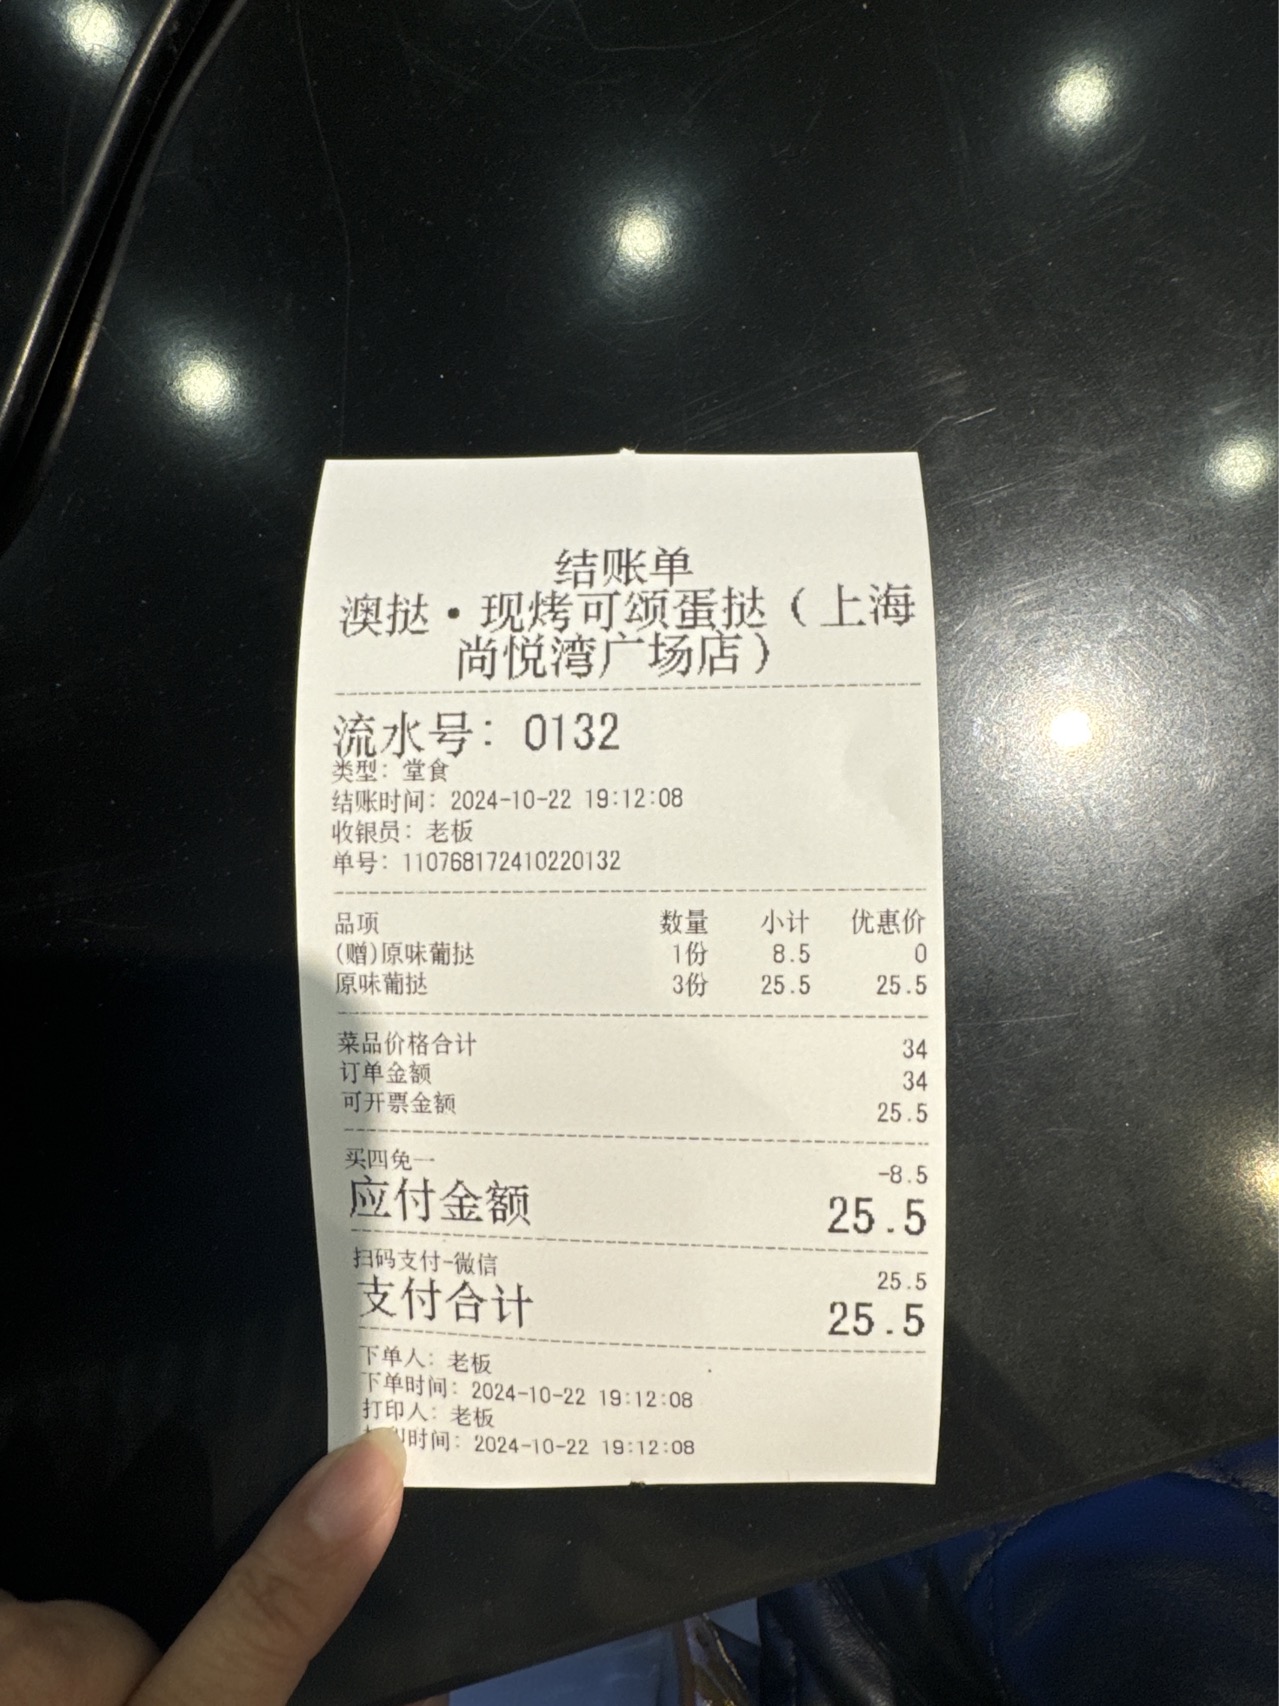 结账单
澳挞·现烤可颂蛋挞（上海
尚悦湾广场店）
流水号：0132
类型：堂食
结账时间：2024-10-22 19:12:08
收银员：老板
单号：110768172410220132
品项 数量 小计 优惠价
(赠)原味葡挞 1份 8.5 0
原味葡挞 3份 25.5 25.5
菜品价格合计 34
订单金额 34
可开票金额 25.5
买四免一 -8.5
应付金额 25.5
扫码支付-微信 25.5
支付合计 25.5
下单人：老板
下单时间：2024-10-22 19:12:08
打印人：老板
时间：2024-10-22 19:12:08